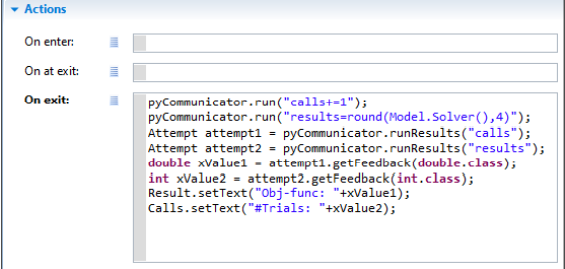 Actions
On enter:
On at exit:
On exit:
pyCommunicator.run("calls+=1");
pyCommunicator.run("results=round(Model.Solver(),4)");
Attempt attempt1 = pyCommunicator.runResults("calls");
Attempt attempt2 = pyCommunicator.runResults("results");
double xValue1 = attempt1.getFeedback(double.class);
int xValue2 = attempt2.getFeedback(int.class);
Result.setText("Obj-func: "+xValue1);
Calls.setText("#Trials: "+xValue2);